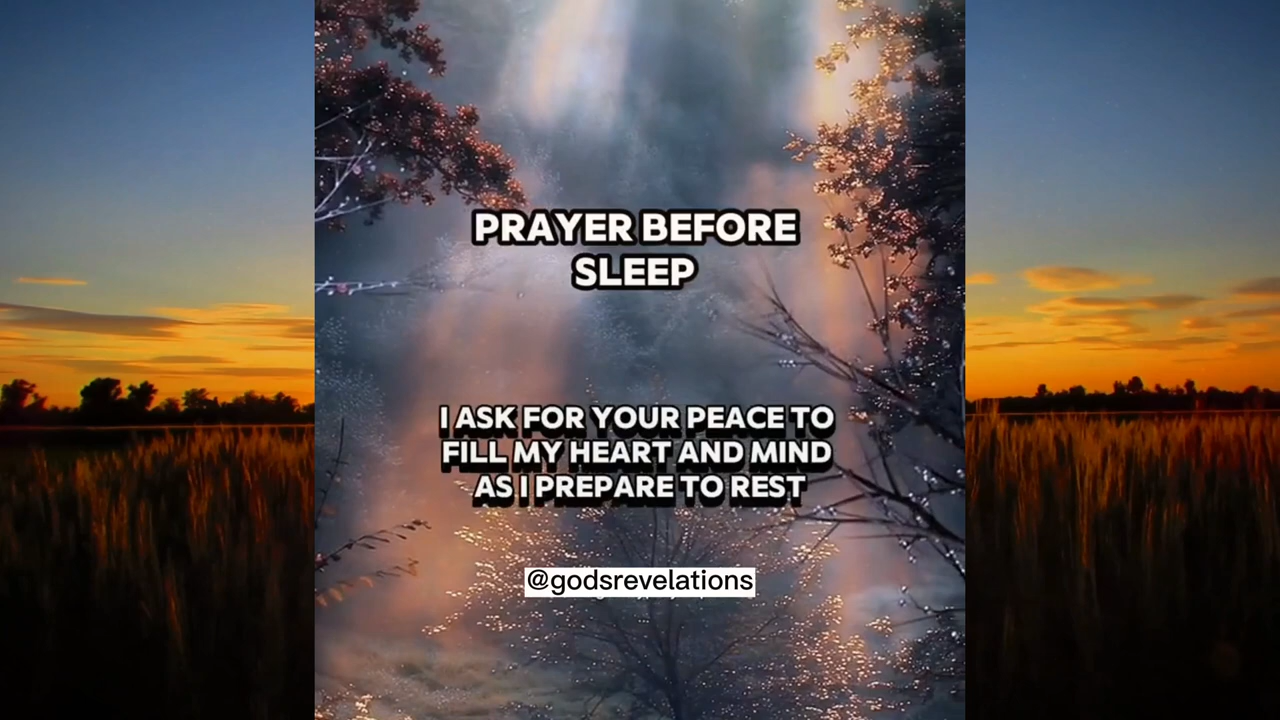 PRAYER BEFORE
SLEEP
I ASK FOR YOUR PEACE TO
FILL MY HEART AND MIND
AS I PREPARE TO REST
@godsrevelations